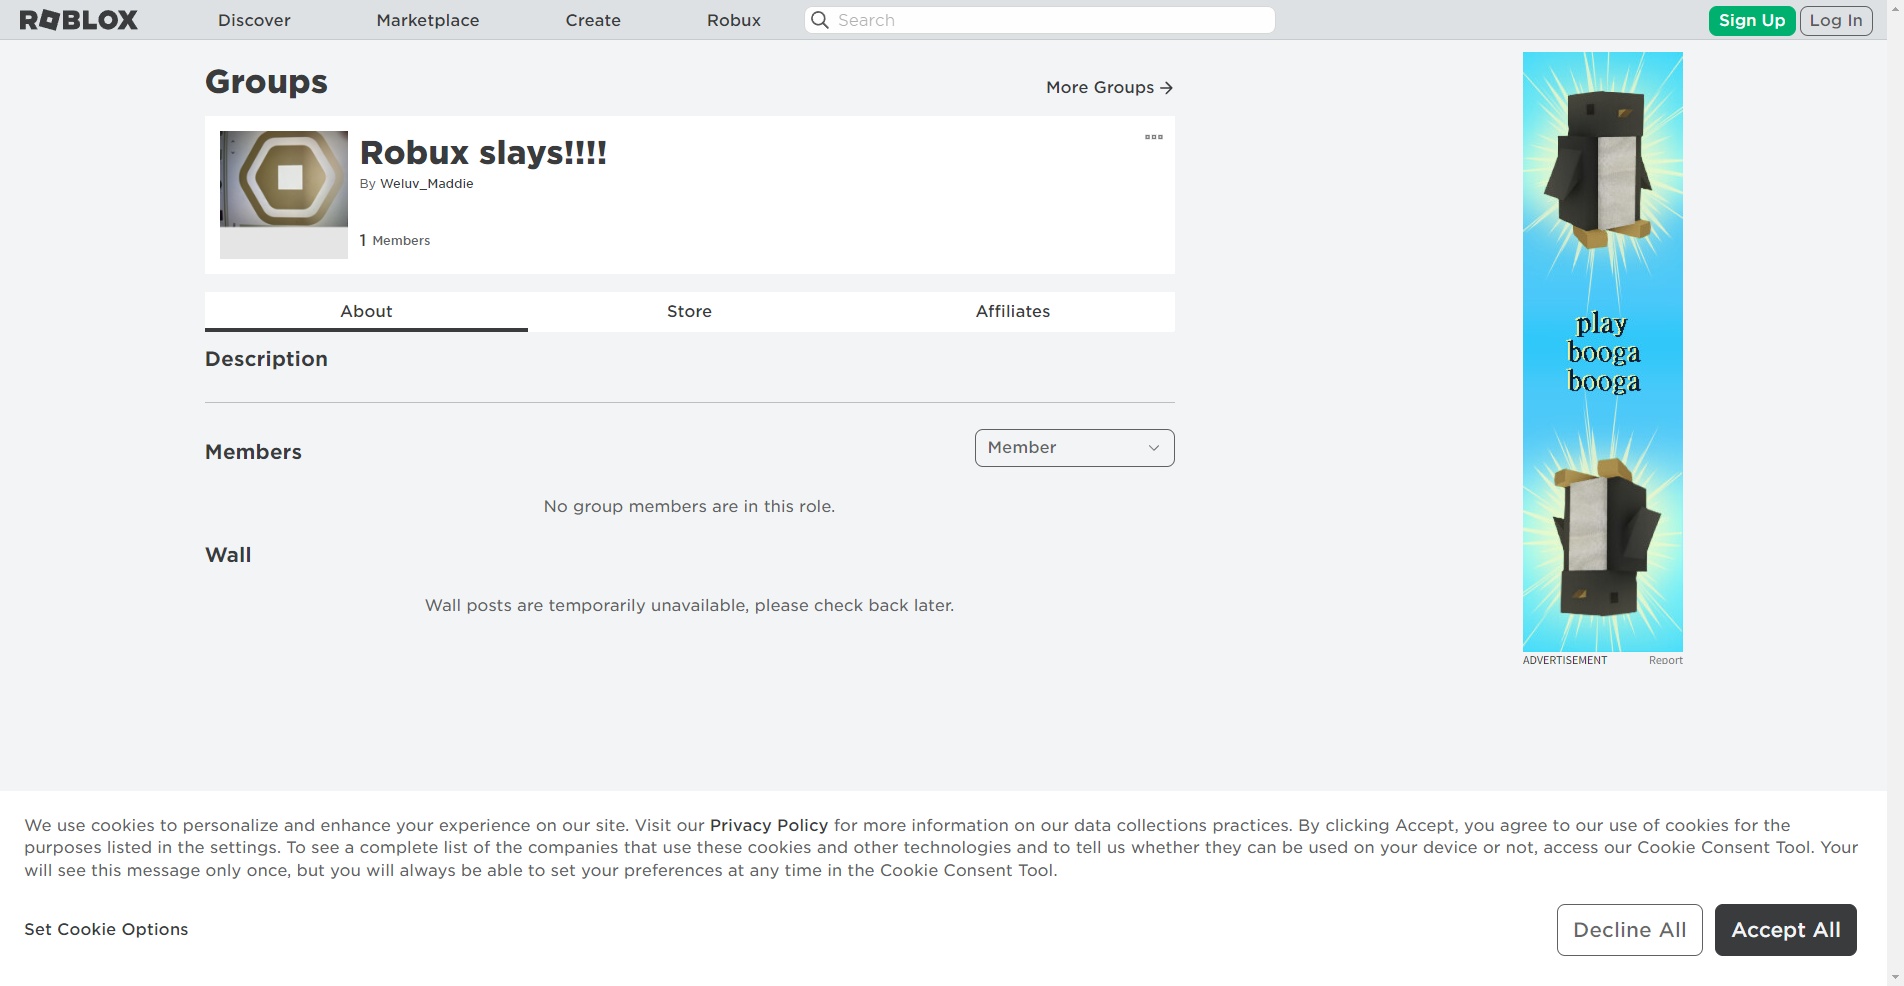 ROBLOX
Discover
Marketplace
Create
Robux
Search
Sign Up
Log In
Groups
More Groups
Robux slays!!!!
By Weluv_Maddie
1 Members
About
Store
Affiliates
Description
Members
Member
No group members are in this role.
Wall
Wall posts are temporarily unavailable, please check back later.
play
booga
booga
ADVERTISEMENT
Report
We use cookies to personalize and enhance your experience on our site. Visit our Privacy Policy for more information on our data collections practices. By clicking Accept, you agree to our use of cookies for the
purposes listed in the settings. To see a complete list of the companies that use these cookies and other technologies and to tell us whether they can be used on your device or not, access our Cookie Consent Tool. Your
will see this message only once, but you will always be able to set your preferences at any time in the Cookie Consent Tool.
Set Cookie Options
Decline All
Accept All